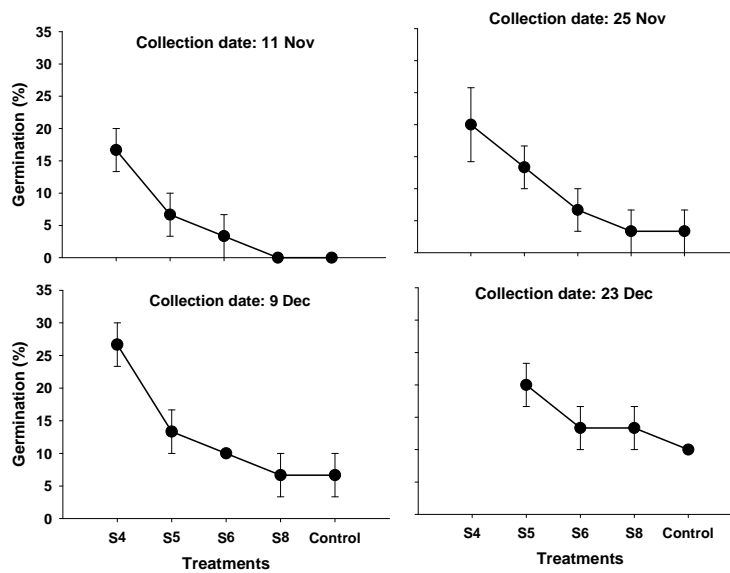 Collection date: 11 Nov
Germination (%)
35
30
25
20
15
10
5
0
Collection date: 25 Nov
Collection date: 9 Dec
Germination (%)
35
30
25
20
15
10
5
0
S4 S5 S6 S8 Control
Treatments
Collection date: 23 Dec
S4 S5 S6 S8 Control
Treatments